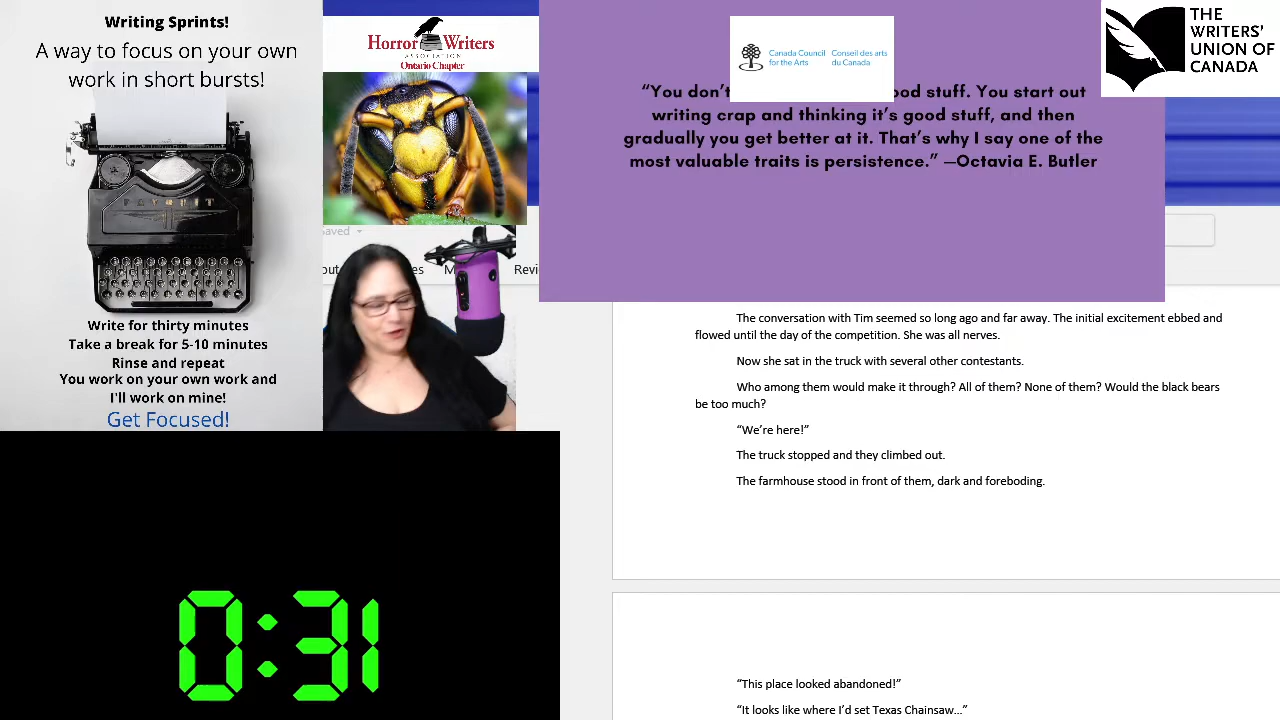 Writing Sprints!
A way to focus on your own
work in short bursts!
Write for thirty minutes
Take a break for 5-10 minutes
Rinse and repeat
You work on your own work and
I'll work on mine!
Get Focused!
Horror Writers
ASSOCIATION
Ontario Chapter
Canada Council
for the Arts
Conseil des arts
du Canada
THE
WRITERS'
UNION OF
CANADA
“You don't ood stuff. You start out
writing crap and thinking it's good stuff, and then
gradually you get better at it. That's why I say one of the
most valuable traits is persistence.” —Octavia E. Butler
Saved
The conversation with Tim seemed so long ago and far away. The initial excitement ebbed and
flowed until the day of the competition. She was all nerves.
Now she sat in the truck with several other contestants.
Who among them would make it through? All of them? None of them? Would the black bears
be too much?
“We're here!”
The truck stopped and they climbed out.
The farmhouse stood in front of them, dark and foreboding.
“This place looked abandoned!”
“It looks like where I'd set Texas Chainsaw...”
0:31